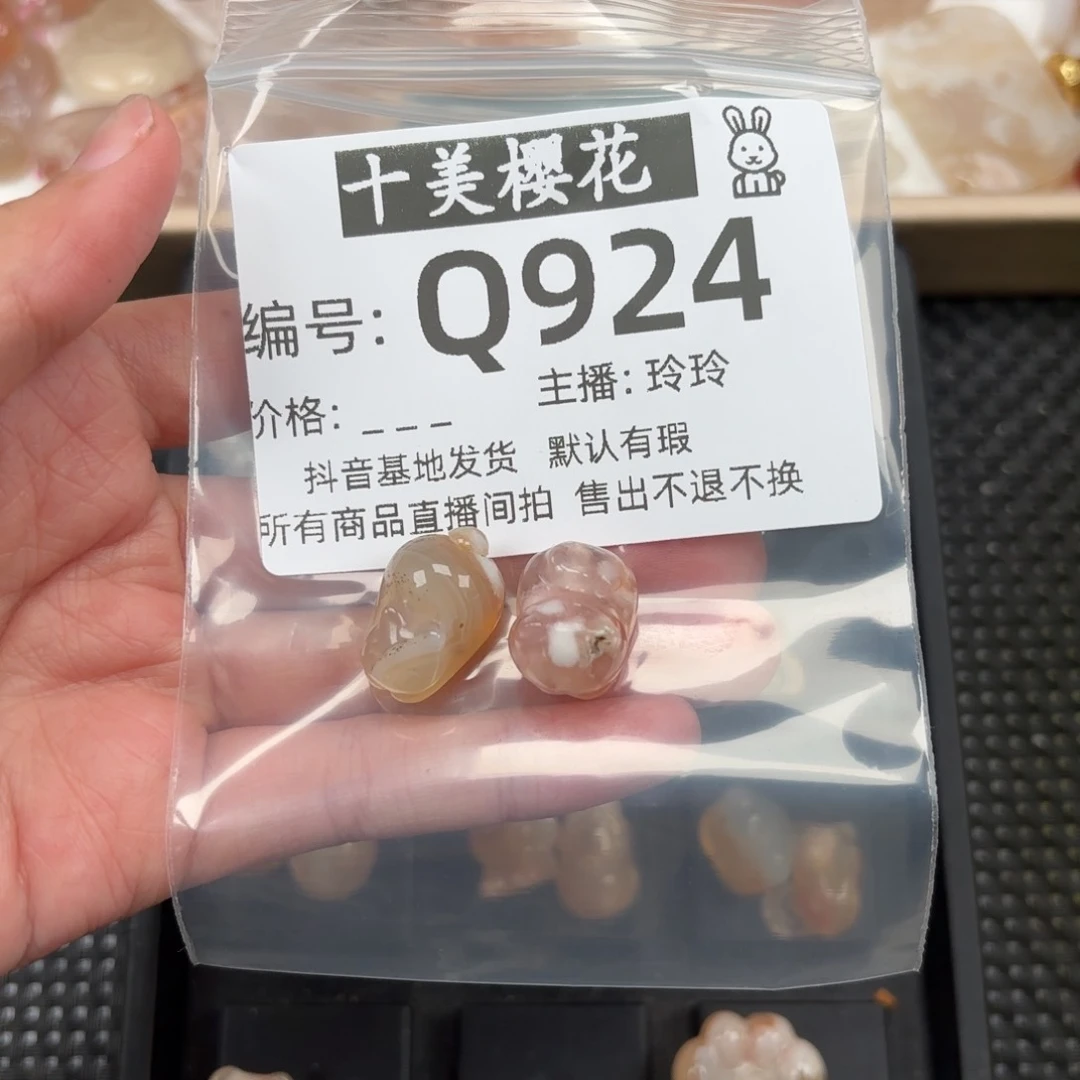 十美樱花
编号: Q924
价格: _ _ _ 主播: 玲玲
抖音基地发货 默认有瑕
所有商品直播间拍 售出不退不换